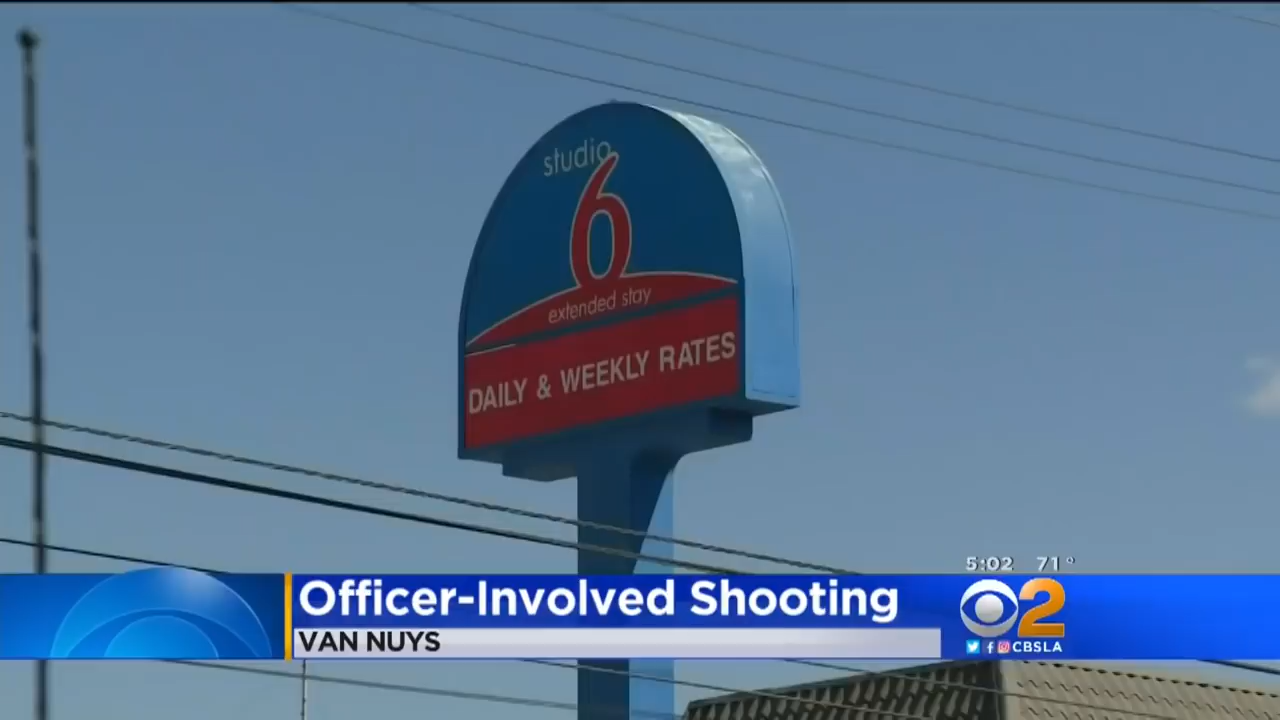 studio
6
extended stay
DAILY & WEEKLY RATES
5:02 71°
Officer-Involved Shooting
2
VAN NUYS
CBSLA